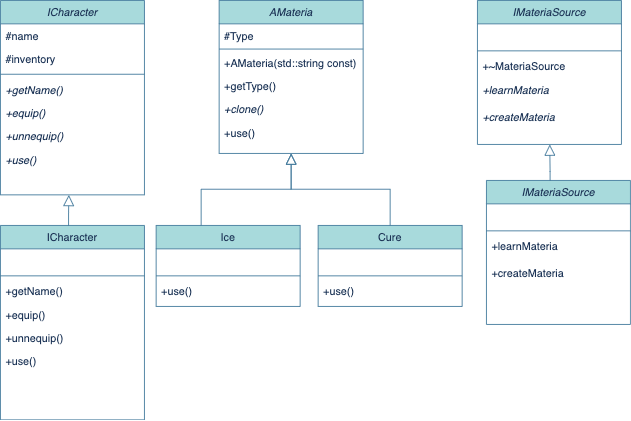 ICharacter
#name
#inventory
+getName()
+equip()
+unnequip()
+use()
AMateria
#Type
+AMateria(std::string const)
+getType()
+clone()
+use()
IMateriaSource
+~MateriaSource
+learnMateria
+createMateria
ICharacter
+getName()
+equip()
+unnequip()
+use()
Ice
+use()
Cure
+use()
IMateriaSource
+learnMateria
+createMateria